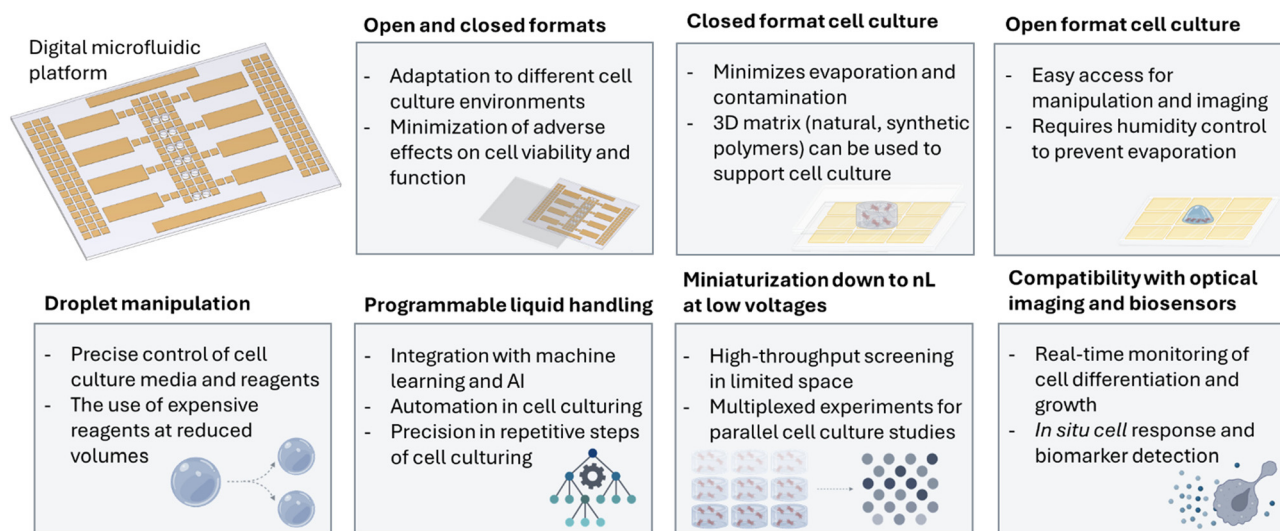 Digital microfluidic
platform
Open and closed formats
- Adaptation to different cell
culture environments
- Minimization of adverse
effects on cell viability and
function
Closed format cell culture
- Minimizes evaporation and
contamination
- 3D matrix (natural, synthetic
polymers) can be used to
support cell culture
Open format cell culture
- Easy access for
manipulation and imaging
- Requires humidity control
to prevent evaporation
Droplet manipulation
- Precise control of cell
culture media and reagents
- The use of expensive
reagents at reduced
volumes
Programmable liquid handling
- Integration with machine
learning and AI
- Automation in cell culturing
- Precision in repetitive steps
of cell culturing
Miniaturization down to nL
at low voltages
- High-throughput screening
in limited space
- Multiplexed experiments for
parallel cell culture studies
Compatibility with optical
imaging and biosensors
- Real-time monitoring of
cell differentiation and
growth
- In situ cell response and
biomarker detection